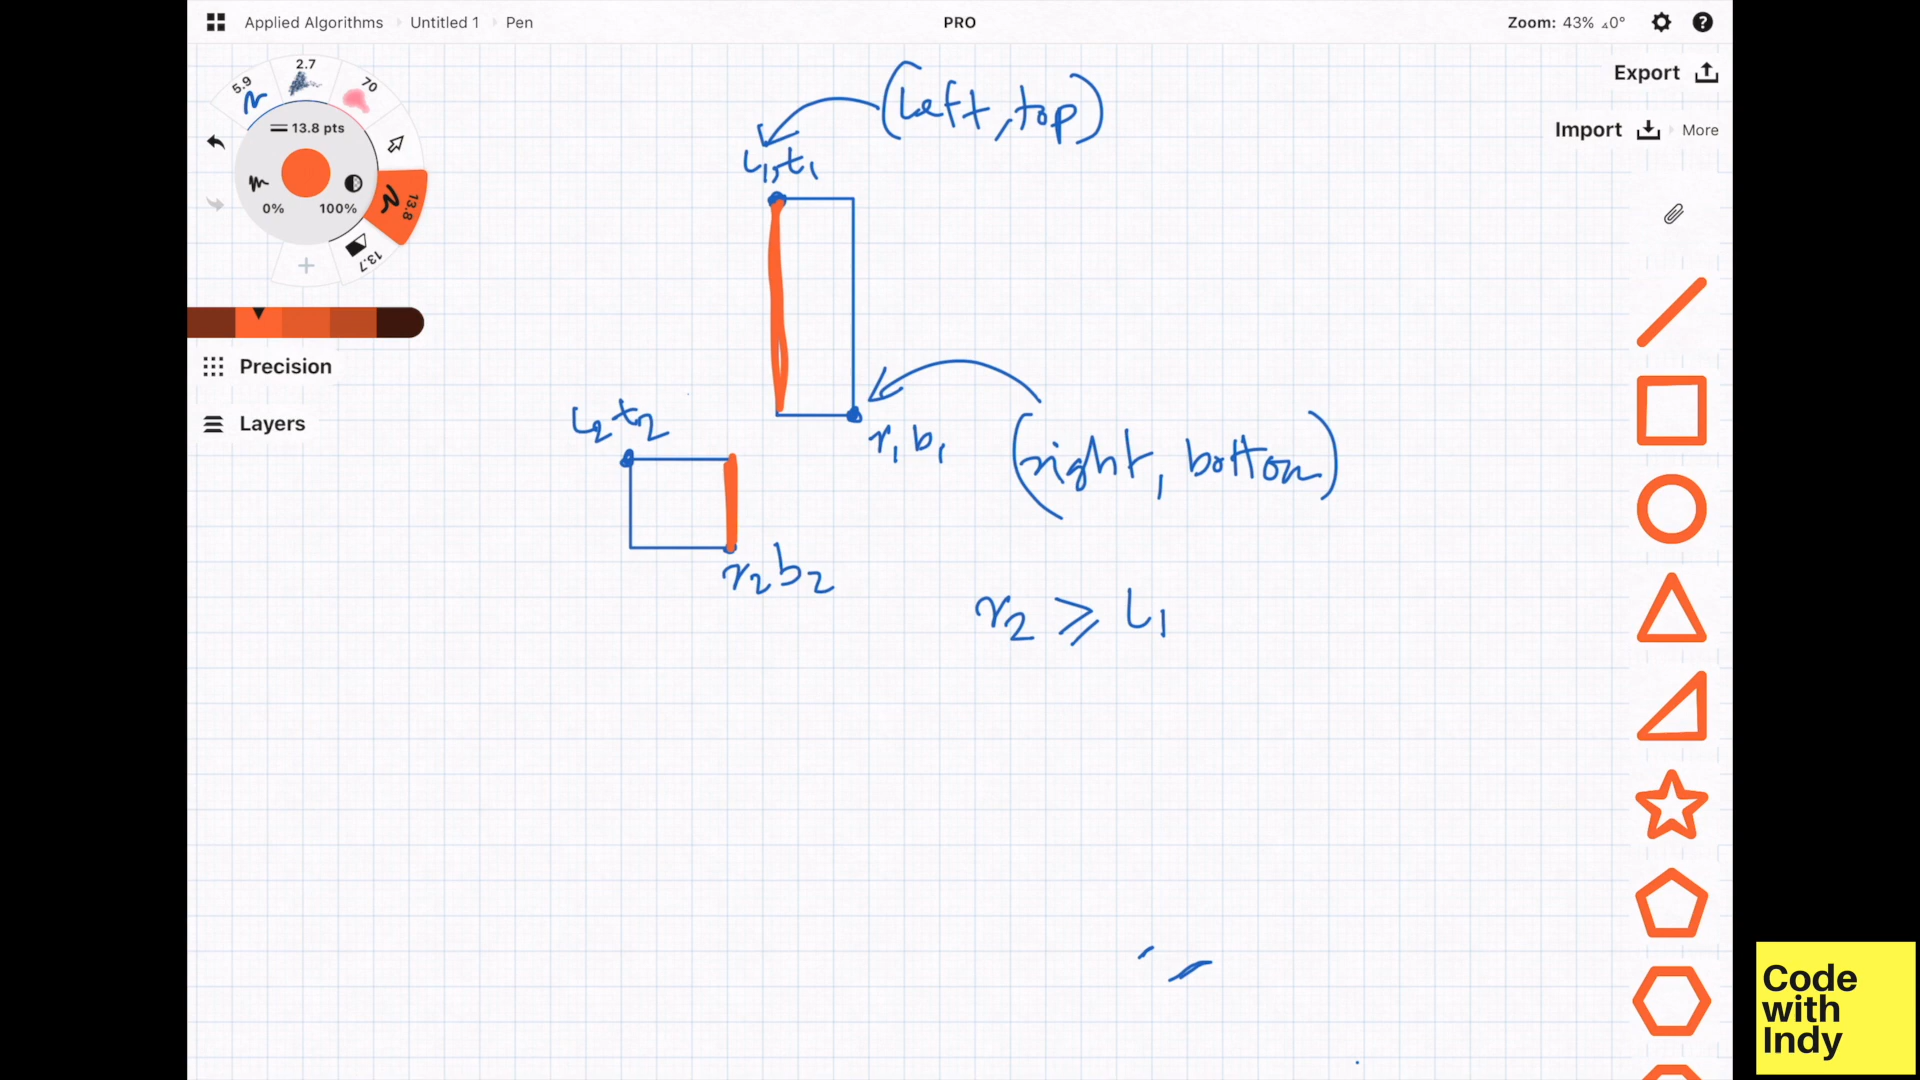 Applied Algorithms Untitled 1 Pen
PRO
Zoom: 43% ⊿0°
Export
Import More
5.9
2.7
70
13.8 pts
13.8
0% 100%
13.7
Precision
Layers
(Left, top)
L1, t1
r1 b1
(right, bottom)
L2 t2
r2 b2
r2 ⩾ L1
Code
with
Indy